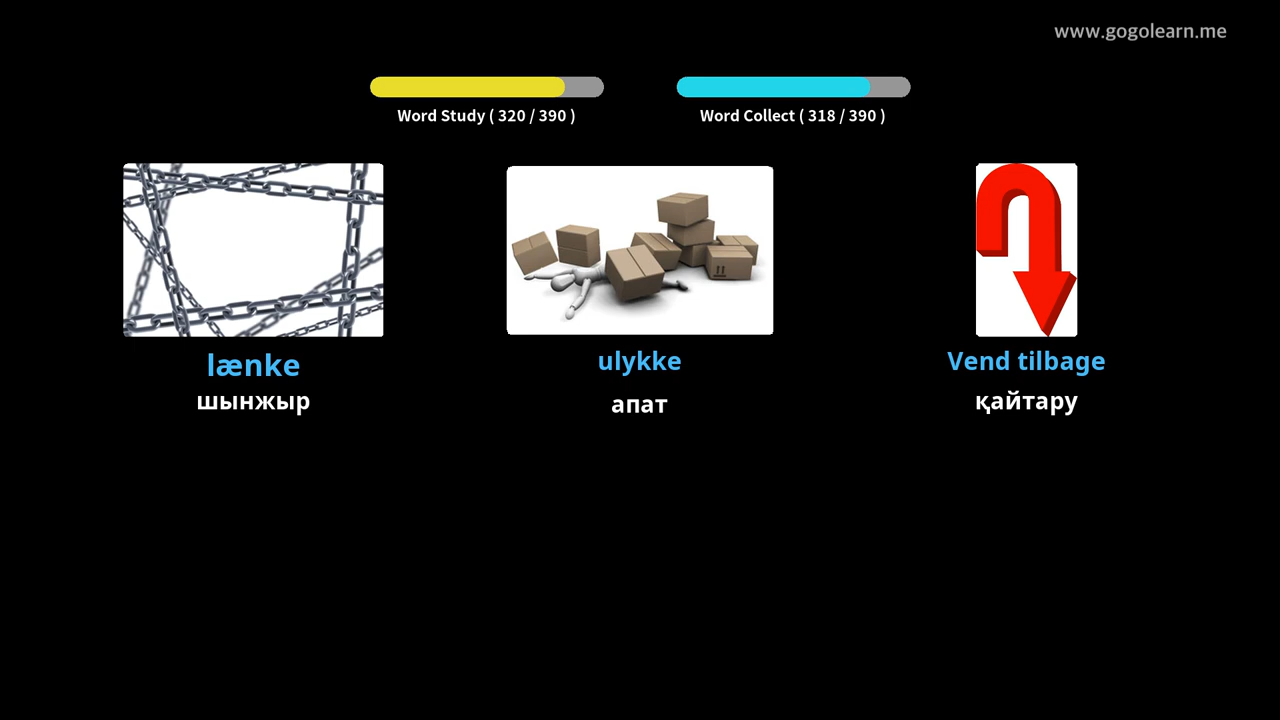 www.gogolearn.me
Word Study ( 320 / 390 )
Word Collect ( 318 / 390 )
lænke
ulykke
Vend tilbage
шынжыр
апат
қайтару